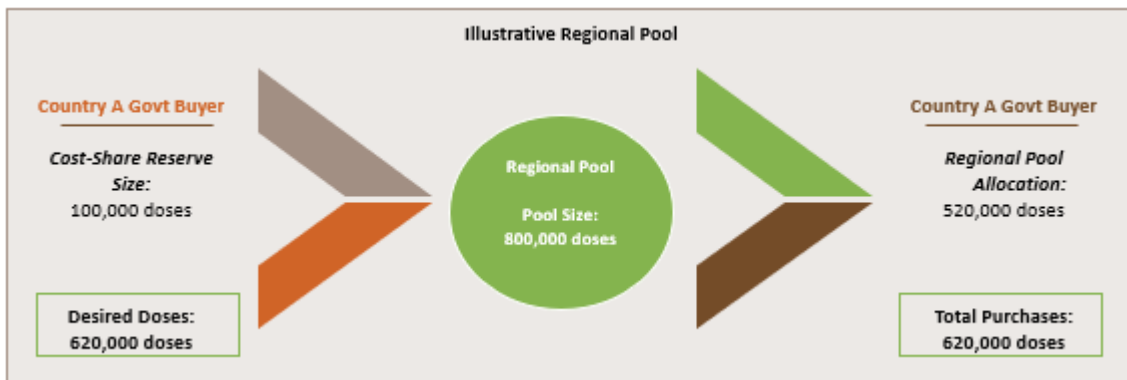 Illustrative Regional Pool
Country A Govt Buyer
Cost-Share Reserve
Size:
100,000 doses
Desired Doses:
620,000 doses
Regional Pool
Pool Size:
800,000 doses
Country A Govt Buyer
Regional Pool
Allocation:
520,000 doses
Total Purchases:
620,000 doses